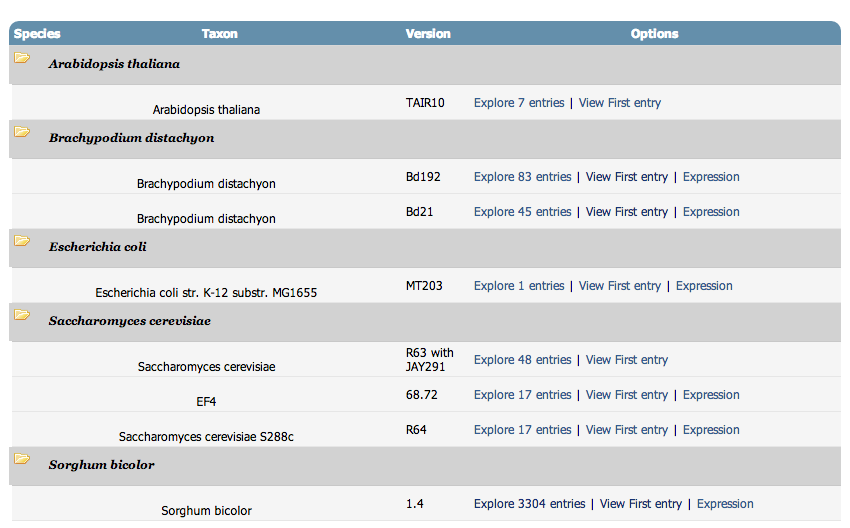 Species Taxon Version Options
Arabidopsis thaliana
Arabidopsis thaliana TAIR10 Explore 7 entries | View First entry
Brachypodium distachyon
Brachypodium distachyon Bd192 Explore 83 entries | View First entry | Expression
Brachypodium distachyon Bd21 Explore 45 entries | View First entry | Expression
Escherichia coli
Escherichia coli str. K-12 substr. MG1655 MT203 Explore 1 entries | View First entry | Expression
Saccharomyces cerevisiae
Saccharomyces cerevisiae R63 with JAY291 Explore 48 entries | View First entry
EF4 68.72 Explore 17 entries | View First entry | Expression
Saccharomyces cerevisiae S288c R64 Explore 17 entries | View First entry | Expression
Sorghum bicolor
Sorghum bicolor 1.4 Explore 3304 entries | View First entry | Expression